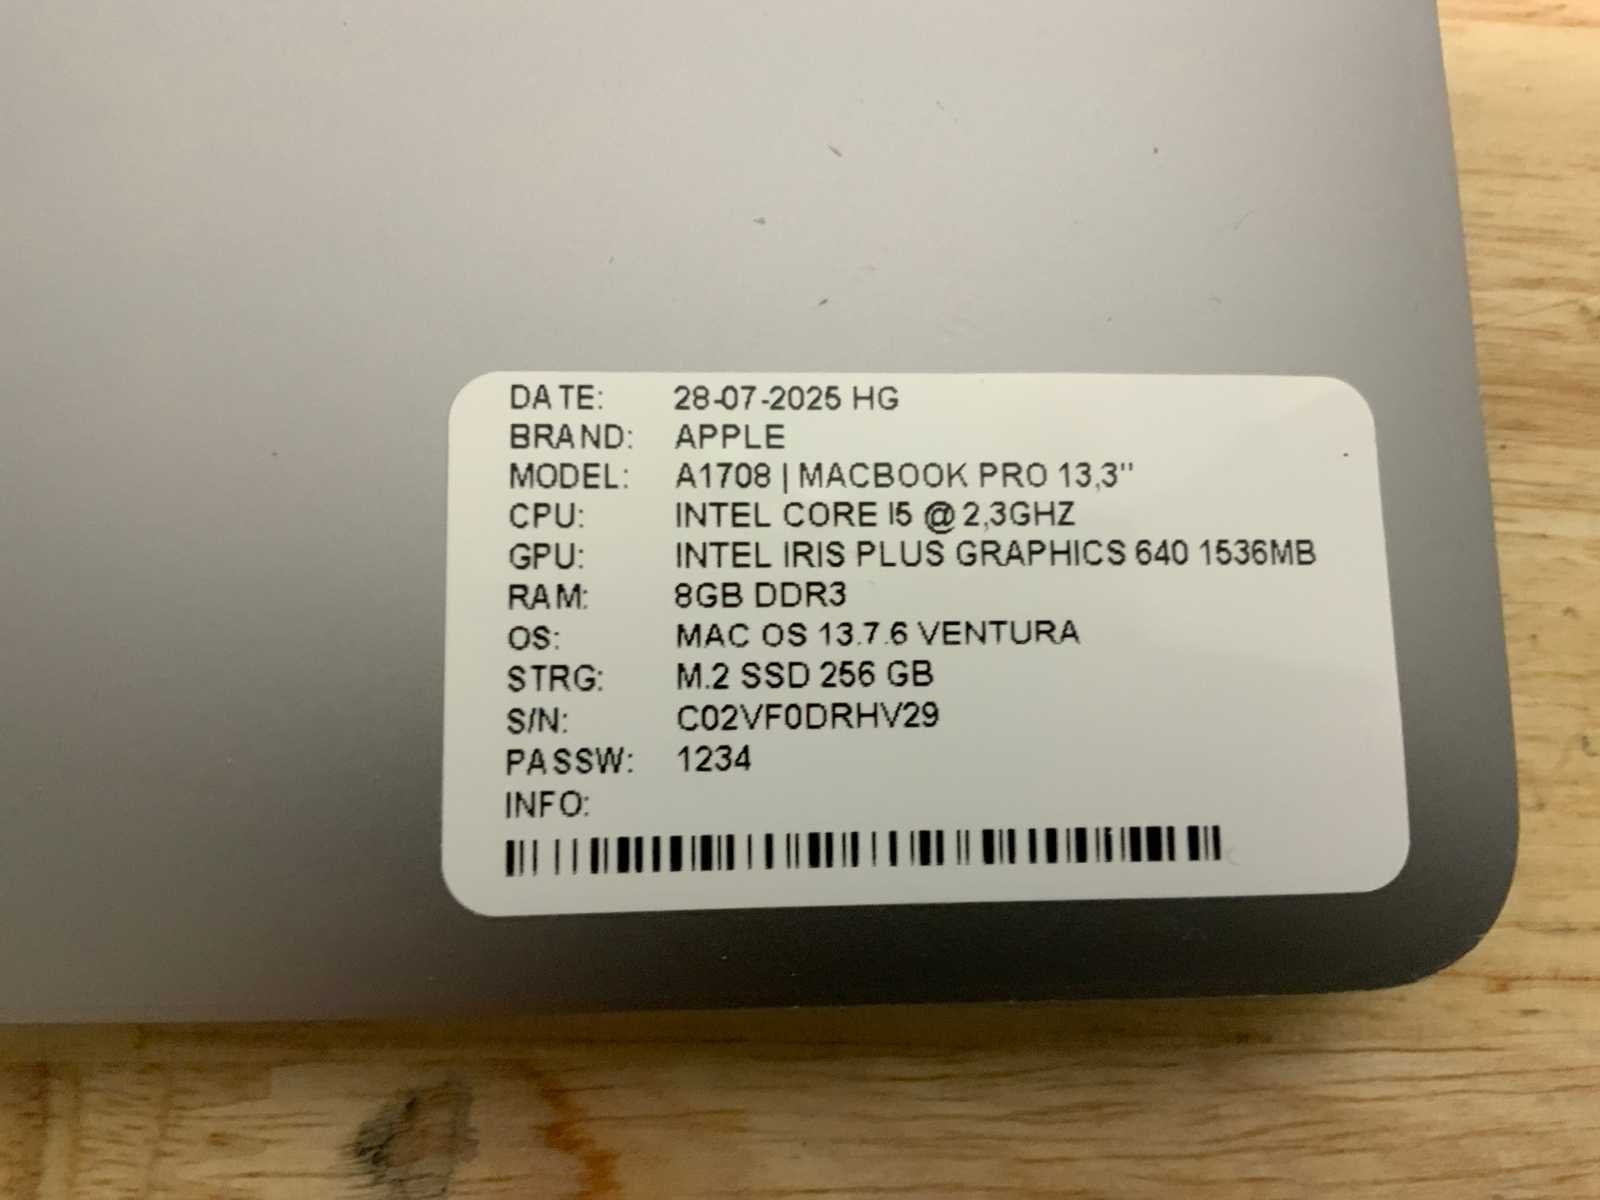 DATE: 28-07-2025 HG
BRAND: APPLE
MODEL: A1708 | MACBOOK PRO 13,3"
CPU: INTEL CORE I5 @ 2,3GHZ
GPU: INTEL IRIS PLUS GRAPHICS 640 1536MB
RAM: 8GB DDR3
OS: MAC OS 13.7.6 VENTURA
STRG: M.2 SSD 256 GB
S/N: C02VF0DRHV29
PASSW: 1234
INFO: